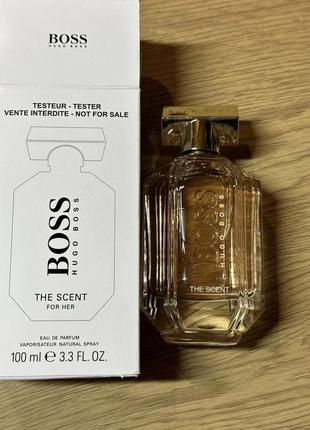 BOSS
HUGO BOSS
TESTEUR - TESTER
VENTE INTERDITE - NOT FOR SALE
BOSS
HUGO BOSS
THE SCENT
FOR HER
EAU DE PARFUM
VAPORISATEUR NATURAL SPRAY
100 ml ℮ 3.3 FL. OZ.
BOSS
HUGO BOSS
THE SCENT